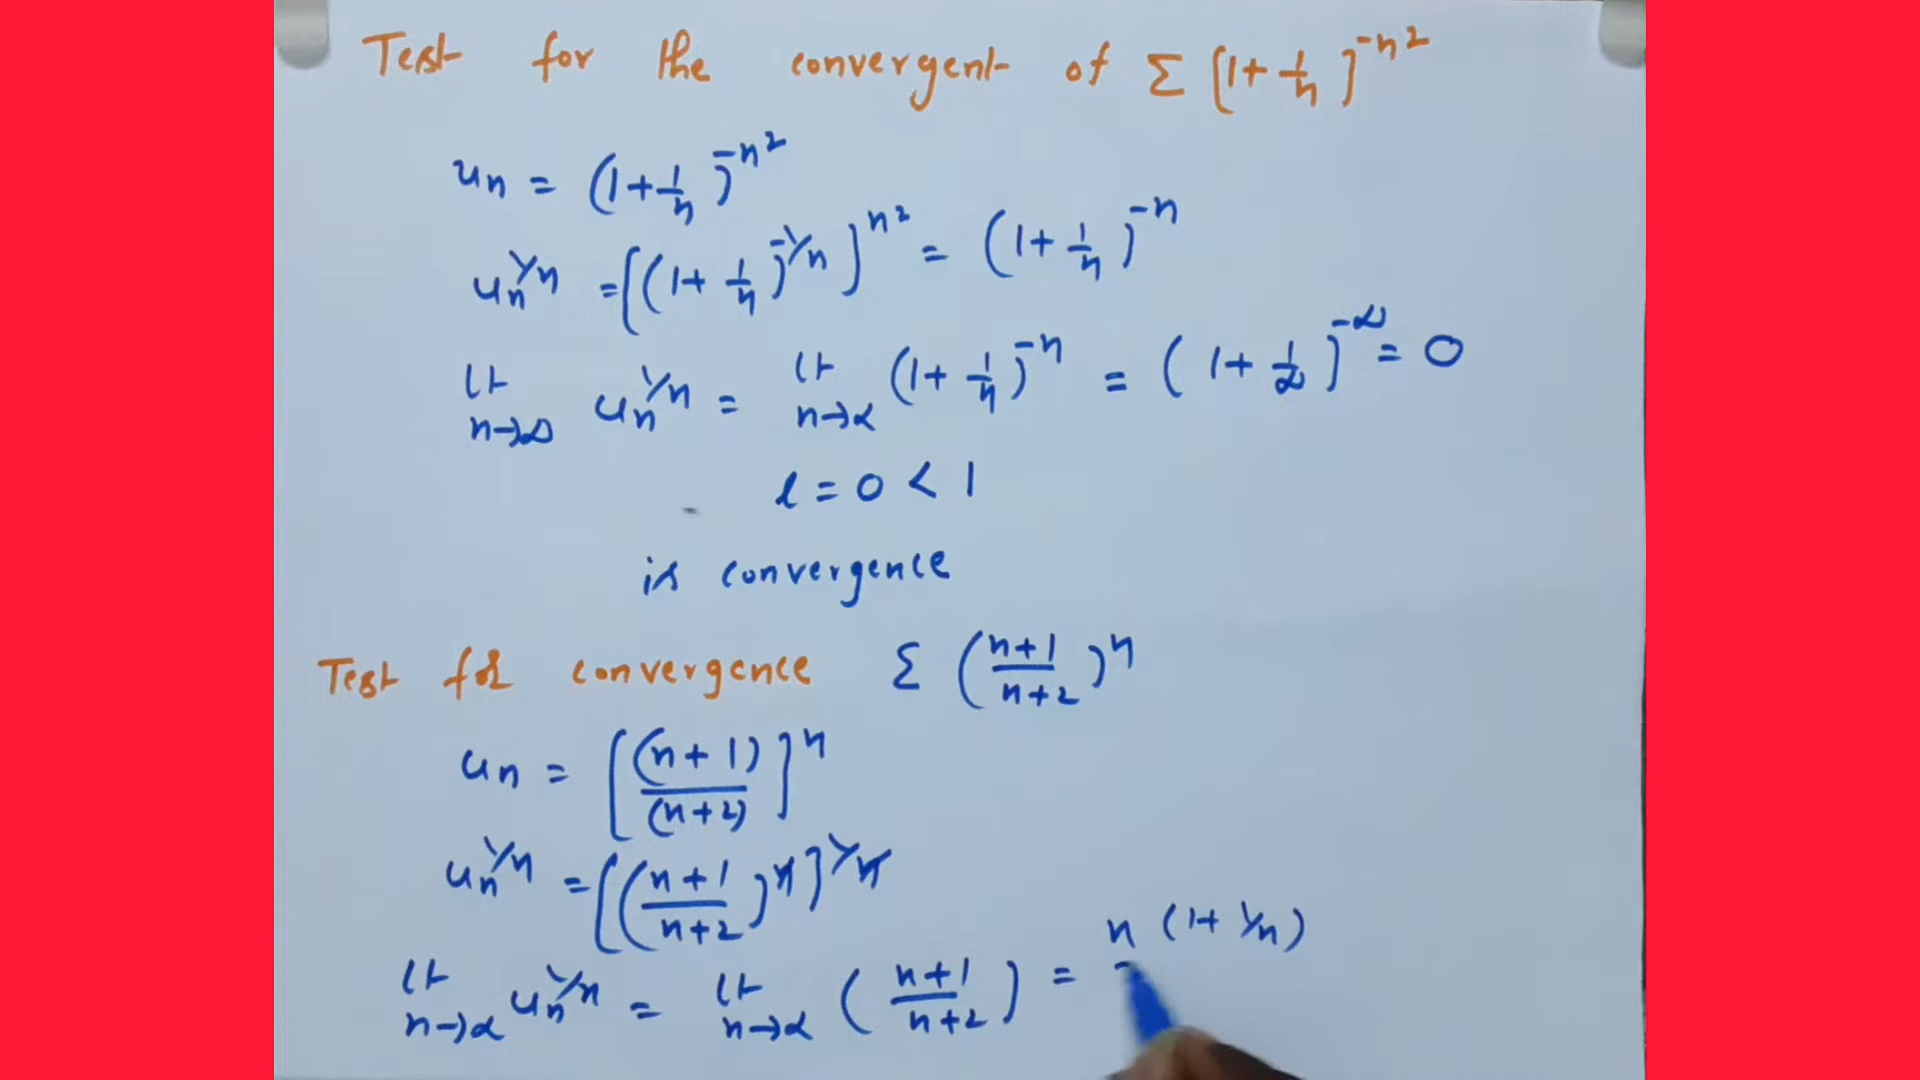 Test for the convergent of Σ [1+1/n]^-n²
un = (1+1/n)^-n²
un^1/n = [(1+1/n)^-1/n]^n² = (1+1/n)^-n
lt n→∞ un^1/n = lt n→∝ (1+1/n)^-n = (1+1/∞)^-∞ = 0
l = 0 < 1
is convergence
Test for convergence Σ (n+1/n+2)^n
un = [(n+1)/(n+2)]^n
un^1/n = [(n+1/n+2)^n]^1/n
lt n→∝ un^1/n = lt n→∝ (n+1/n+2) = n (1+1/n)